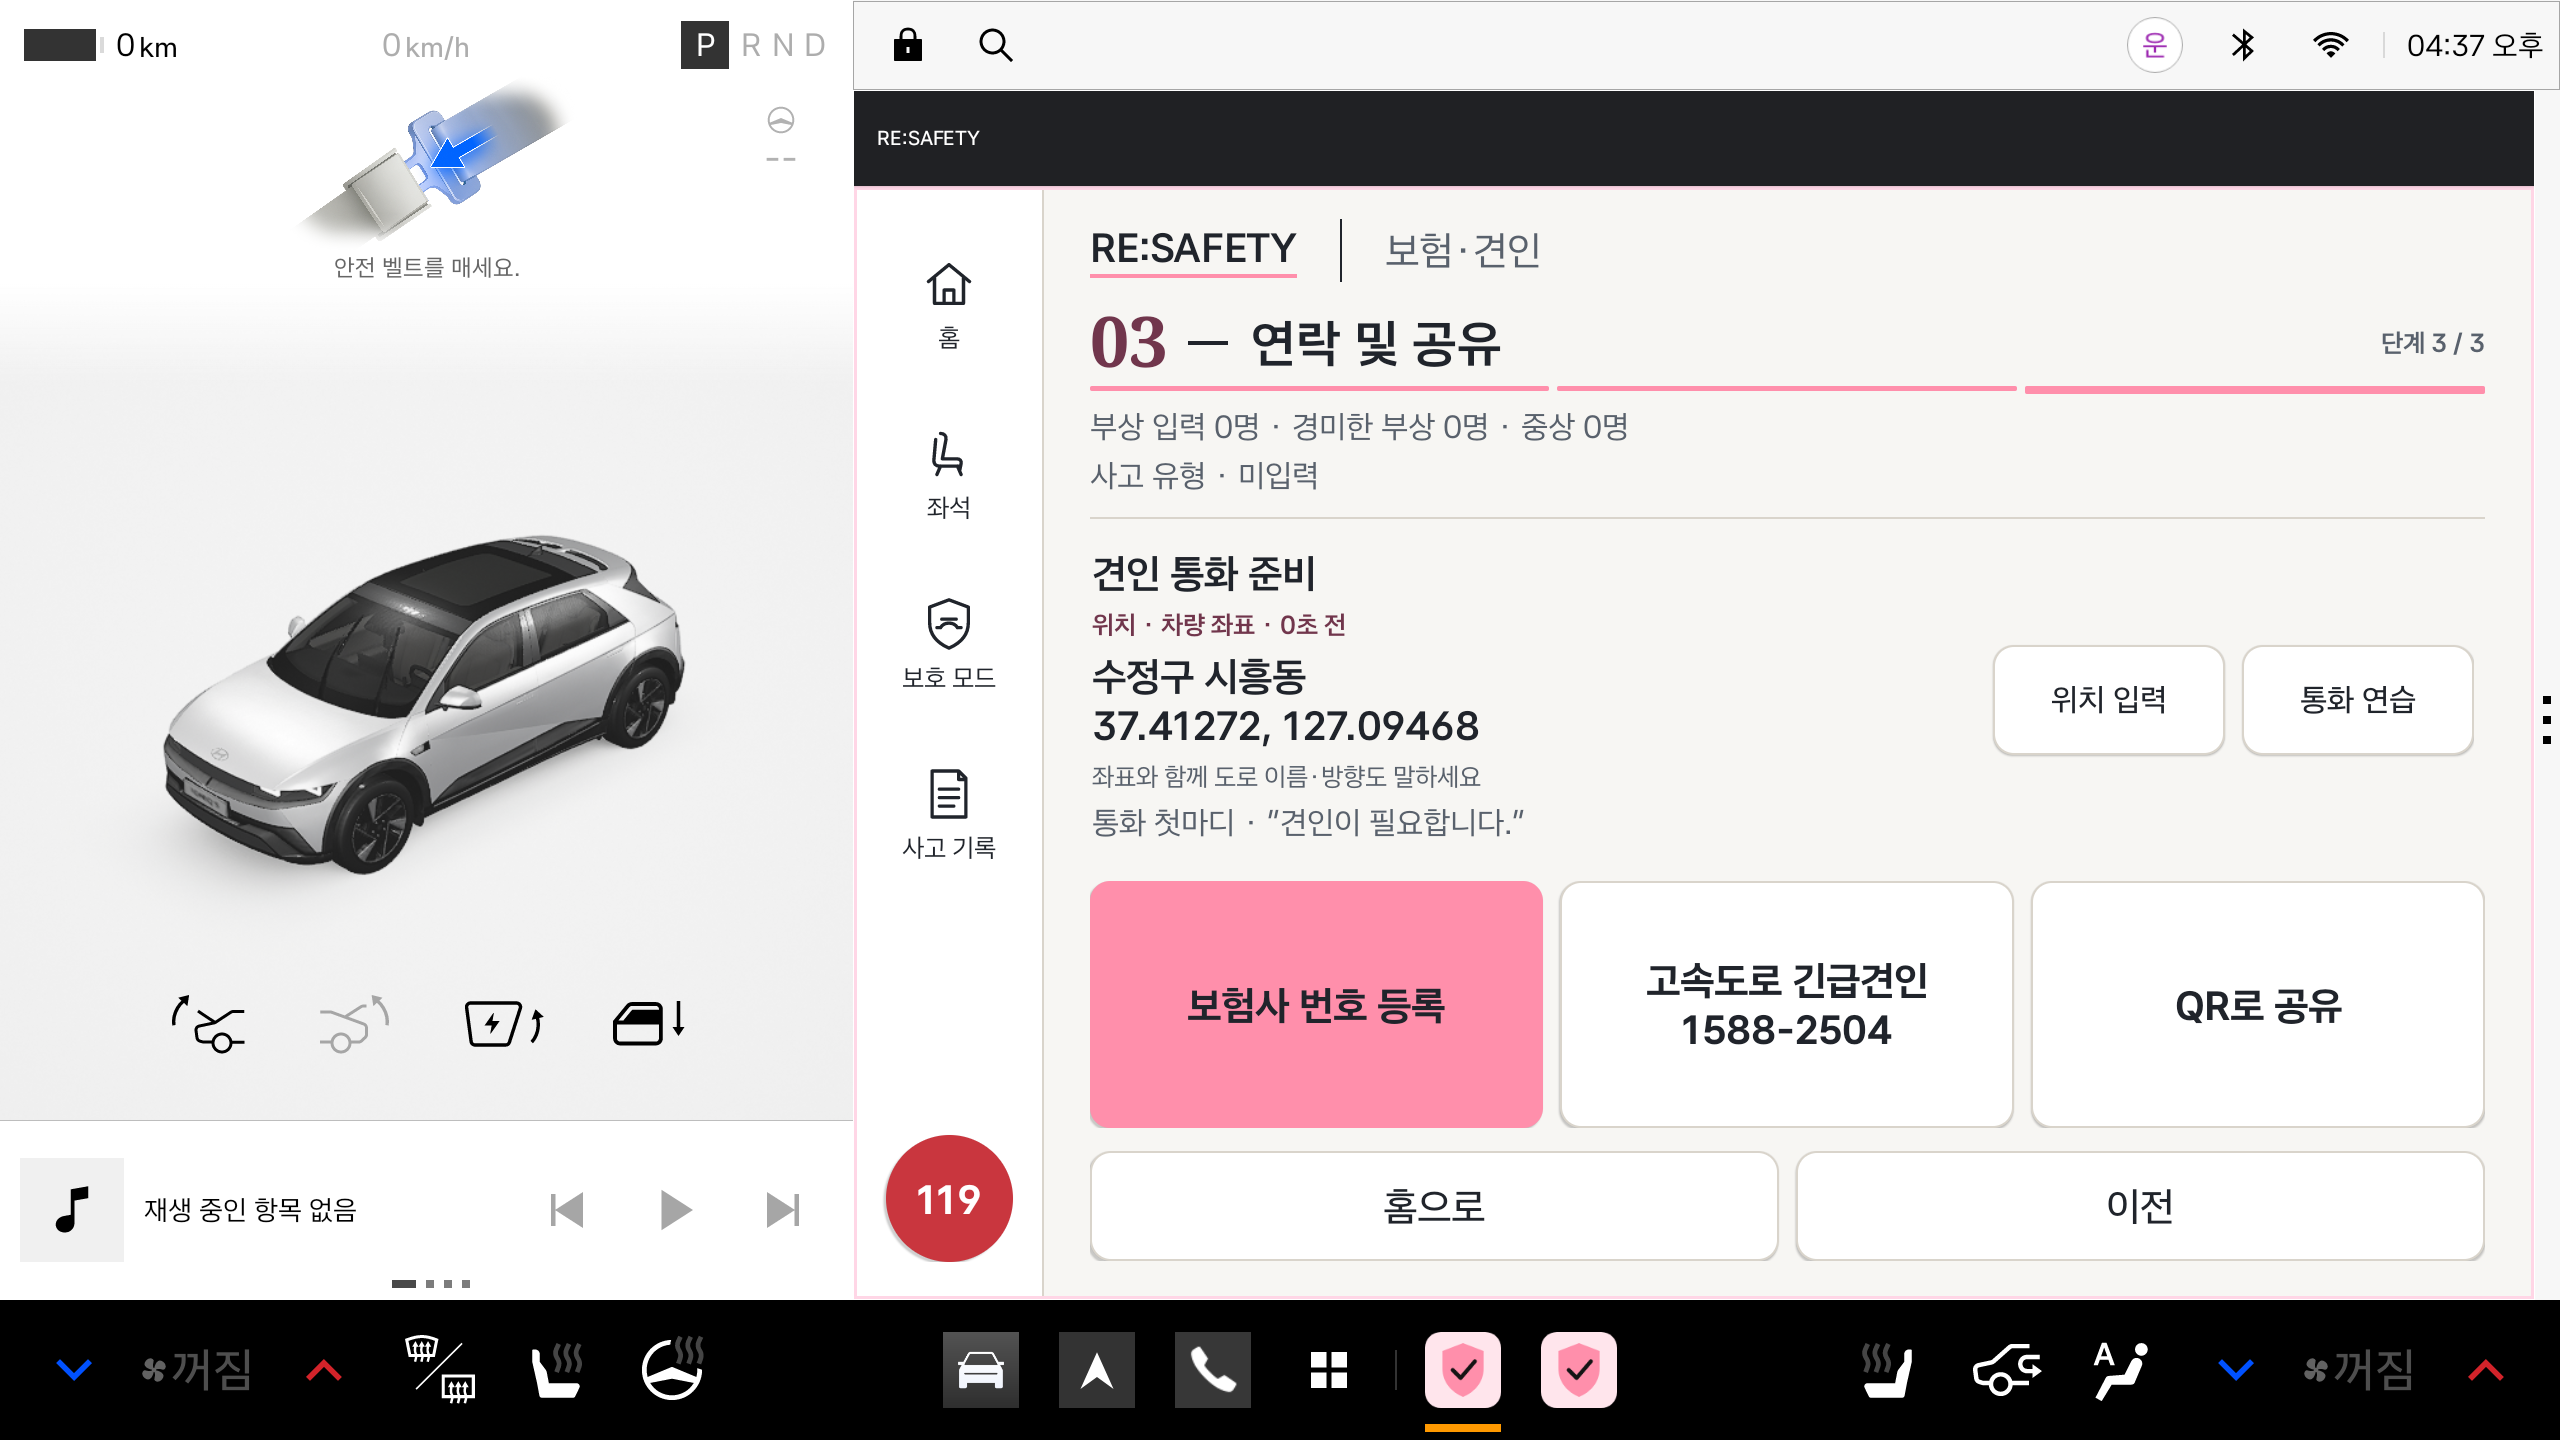 0 km
0 km/h
P R N D
운
04:37 오후
안전 벨트를 매세요.
--
재생 중인 항목 없음
RE:SAFETY
홈
좌석
보호 모드
사고 기록
119
RE:SAFETY
보험·견인
03 — 연락 및 공유
단계 3 / 3
부상 입력 0명 · 경미한 부상 0명 · 중상 0명
사고 유형 · 미입력
견인 통화 준비
위치 · 차량 좌표 · 0초 전
수정구 시흥동
37.41272, 127.09468
좌표와 함께 도로 이름·방향도 말하세요
통화 첫마디 · "견인이 필요합니다."
위치 입력
통화 연습
보험사 번호 등록
고속도로 긴급견인
1588-2504
QR로 공유
홈으로
이전
꺼짐
A
꺼짐